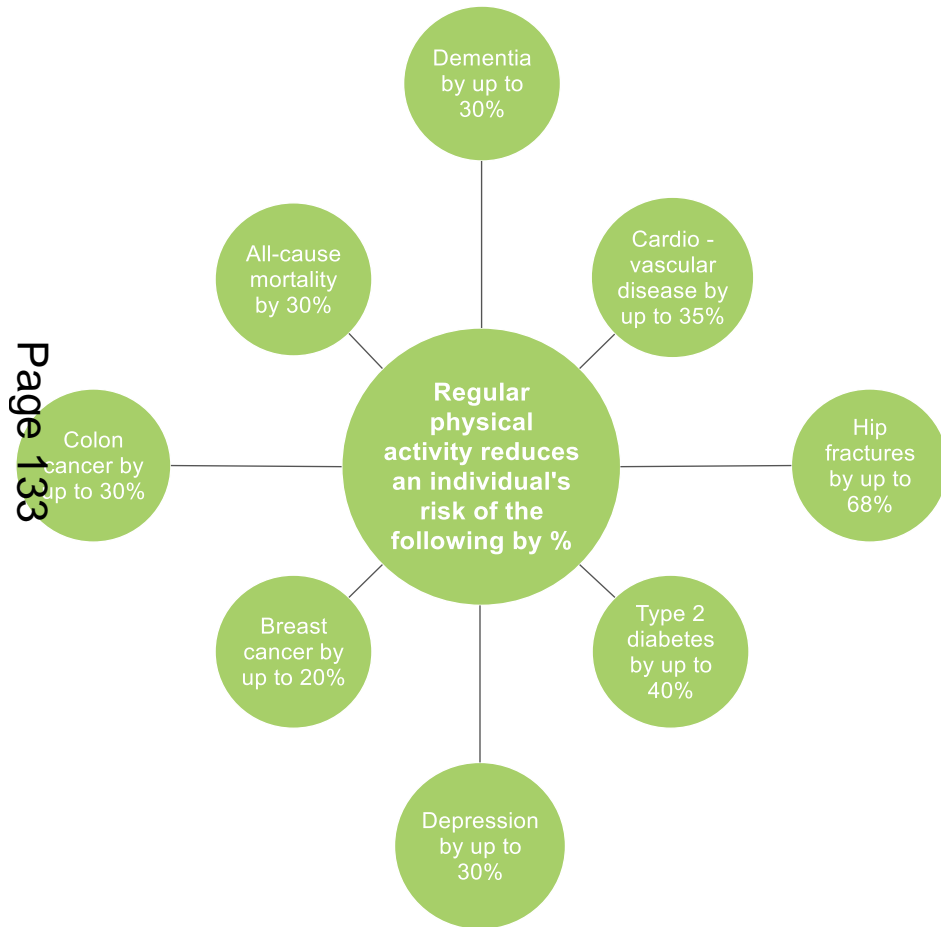 Dementia
by up to
30%
All-cause
mortality
by 30%
Cardio -
vascular
disease by
up to 35%
Regular
physical
activity reduces
an individual's
risk of the
following by %
Page 133
Colon
cancer by
up to 30%
Hip
fractures
by up to
68%
Breast
cancer by
up to 20%
Type 2
diabetes
by up to
40%
Depression
by up to
30%